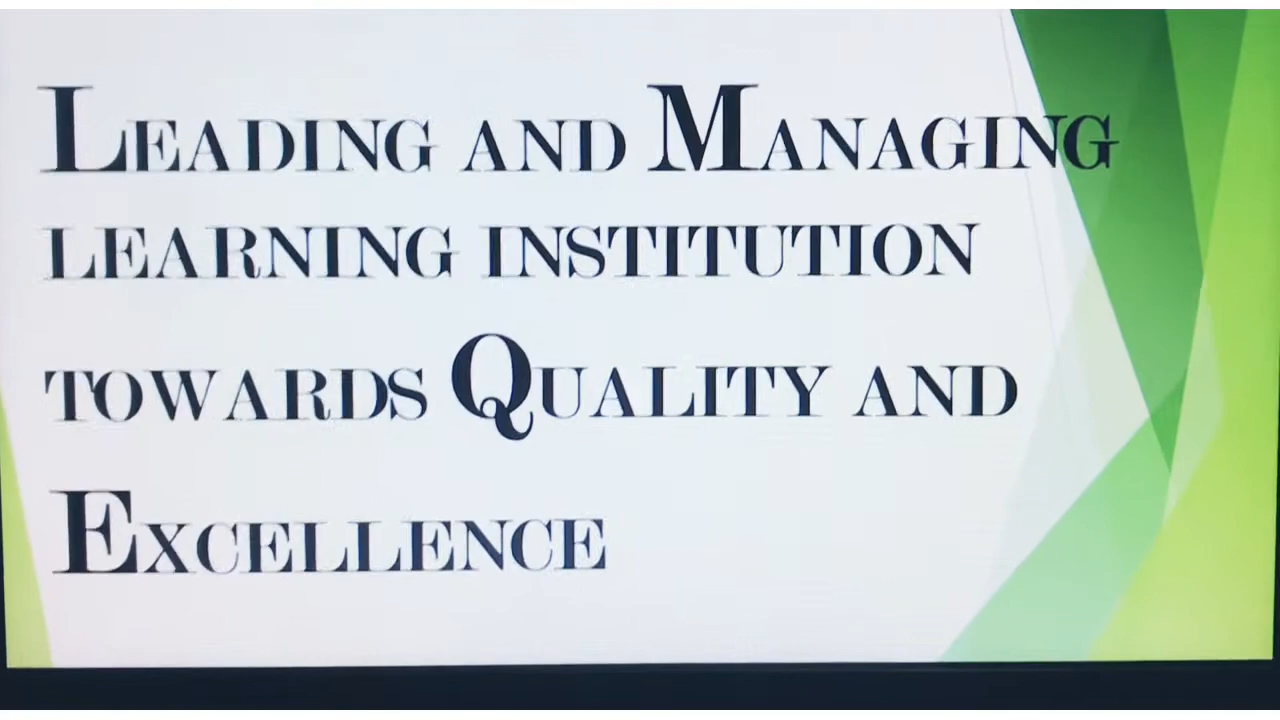 Leading and Managing
learning institution
towards Quality and
Excellence